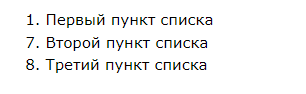 1. Первый пункт списка
7. Второй пункт списка
8. Третий пункт списка